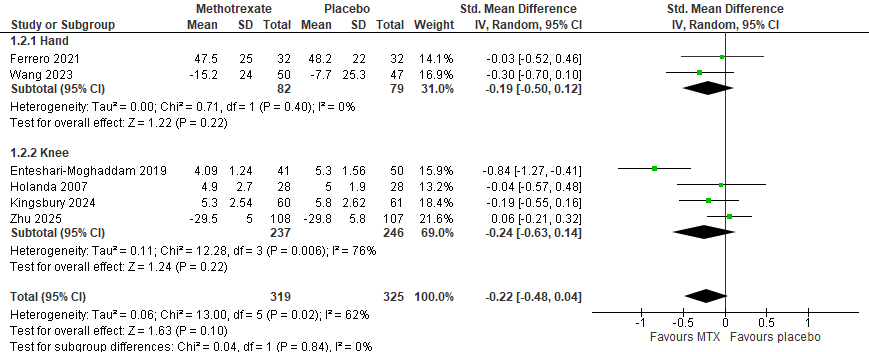 Methotrexate Placebo Std. Mean Difference Std. Mean Difference
Study or Subgroup Mean SD Total Mean SD Total Weight IV, Random, 95% CI IV, Random, 95% CI
1.2.1 Hand
Ferrero 2021 47.5 25 32 48.2 22 32 14.1% -0.03 [-0.52, 0.46]
Wang 2023 -15.2 24 50 -7.7 25.3 47 16.9% -0.30 [-0.70, 0.10]
Subtotal (95% CI) 82 79 31.0% -0.19 [-0.50, 0.12]
Heterogeneity: Tau² = 0.00; Chi² = 0.71, df = 1 (P = 0.40); I² = 0%
Test for overall effect: Z = 1.22 (P = 0.22)
1.2.2 Knee
Enteshari-Moghaddam 2019 4.09 1.24 41 5.3 1.56 50 15.9% -0.84 [-1.27, -0.41]
Holanda 2007 4.9 2.7 28 5 1.9 28 13.2% -0.04 [-0.57, 0.48]
Kingsbury 2024 5.3 2.54 60 5.8 2.62 61 18.3% -0.19 [-0.55, 0.16]
Zhu 2025 -29.5 5 108 -29.8 5.8 107 21.6% 0.06 [-0.21, 0.32]
Subtotal (95% CI) 237 246 69.0% -0.24 [-0.63, 0.14]
Heterogeneity: Tau² = 0.11; Chi² = 12.28, df = 3 (P = 0.006); I² = 76%
Test for overall effect: Z = 1.24 (P = 0.22)
Total (95% CI) 319 325 100.0% -0.22 [-0.48, 0.04]
Heterogeneity: Tau² = 0.06; Chi² = 13.00, df = 5 (P = 0.02); I² = 62%
-1 -0.5 0 0.5 1
Test for overall effect: Z = 1.63 (P = 0.10)
Favours MTX Favours placebo
Test for subgroup differences: Chi² = 0.04, df = 1 (P = 0.84), I² = 0%